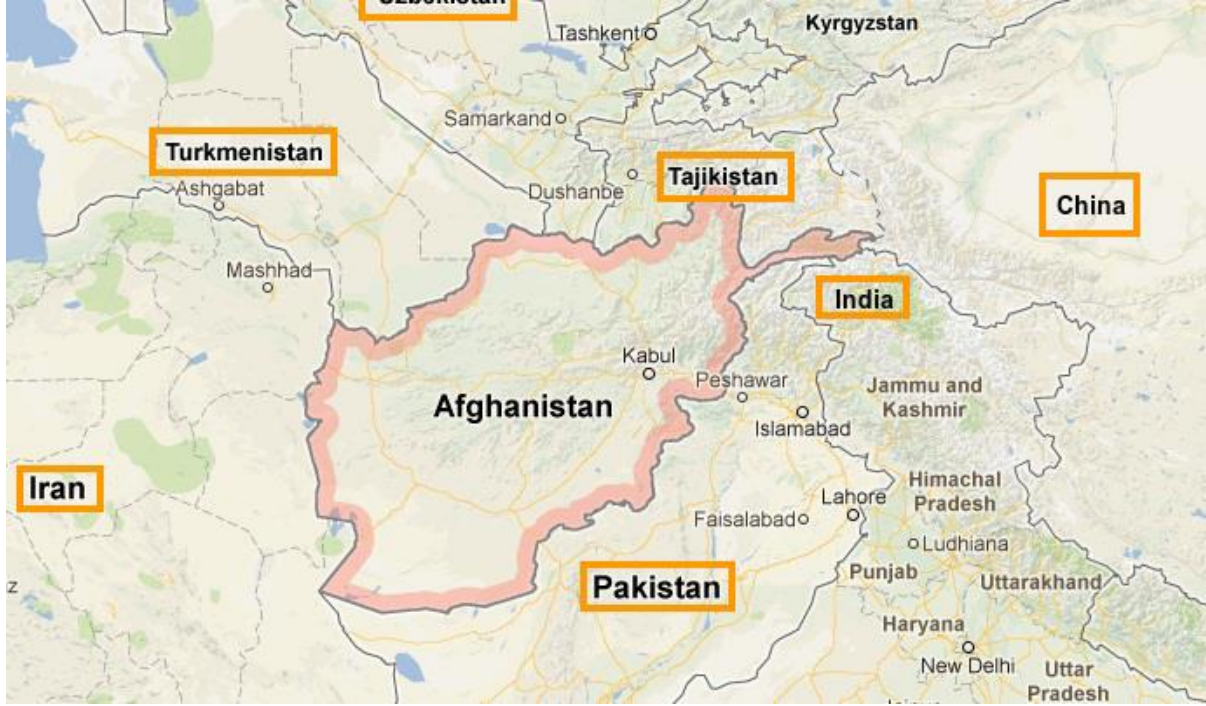 Uzbekistan
Tashkent
Kyrgyzstan
Samarkand
Turkmenistan
Tajikistan
Ashgabat
Dushanbe
China
Mashhad
India
Kabul
Peshawar
Jammu and
Kashmir
Afghanistan
Islamabad
Iran
Himachal
Pradesh
Lahore
Faisalabad
Ludhiana
Pakistan
Punjab
Uttarakhand
z
Haryana
New Delhi
Uttar
Pradesh